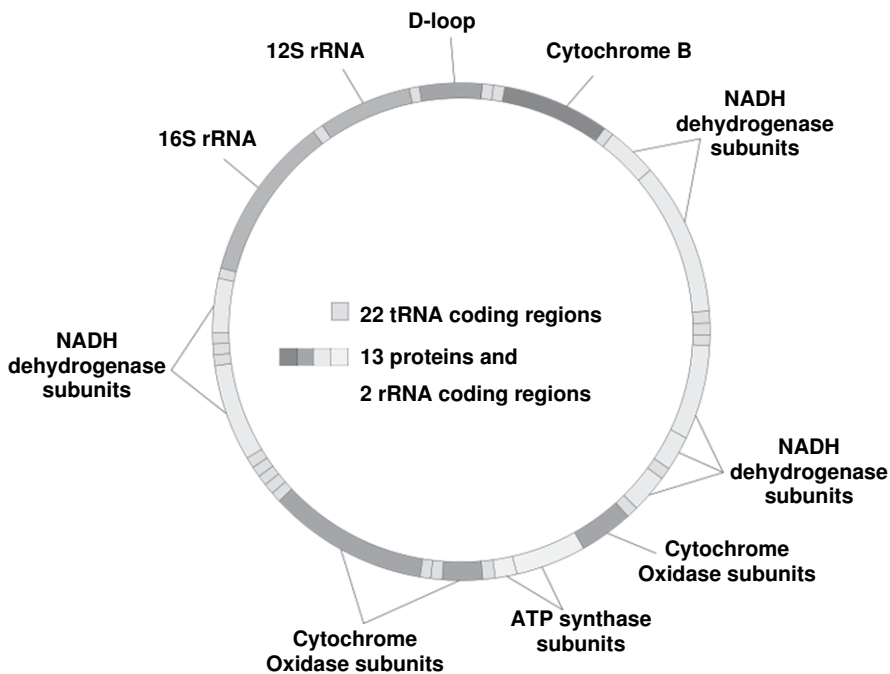 D-loop
12S rRNA
Cytochrome B
NADH
dehydrogenase
subunits
16S rRNA
22 tRNA coding regions
13 proteins and
2 rRNA coding regions
NADH
dehydrogenase
subunits
NADH
dehydrogenase
subunits
Cytochrome
Oxidase subunits
ATP synthase
subunits
Cytochrome
Oxidase subunits